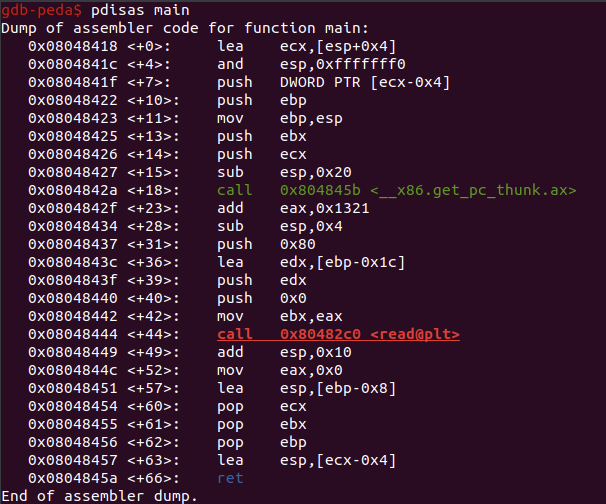 gdb-peda$ pdisas main
Dump of assembler code for function main:
0x08048418 <+0>: lea ecx,[esp+0x4]
0x0804841c <+4>: and esp,0xfffffff0
0x0804841f <+7>: push DWORD PTR [ecx-0x4]
0x08048422 <+10>: push ebp
0x08048423 <+11>: mov ebp,esp
0x08048425 <+13>: push ebx
0x08048426 <+14>: push ecx
0x08048427 <+15>: sub esp,0x20
0x0804842a <+18>: call 0x804845b <__x86.get_pc_thunk.ax>
0x0804842f <+23>: add eax,0x1321
0x08048434 <+28>: sub esp,0x4
0x08048437 <+31>: push 0x80
0x0804843c <+36>: lea edx,[ebp-0x1c]
0x0804843f <+39>: push edx
0x08048440 <+40>: push 0x0
0x08048442 <+42>: mov ebx,eax
0x08048444 <+44>: call 0x80482c0 <read@plt>
0x08048449 <+49>: add esp,0x10
0x0804844c <+52>: mov eax,0x0
0x08048451 <+57>: lea esp,[ebp-0x8]
0x08048454 <+60>: pop ecx
0x08048455 <+61>: pop ebx
0x08048456 <+62>: pop ebp
0x08048457 <+63>: lea esp,[ecx-0x4]
0x0804845a <+66>: ret
End of assembler dump.